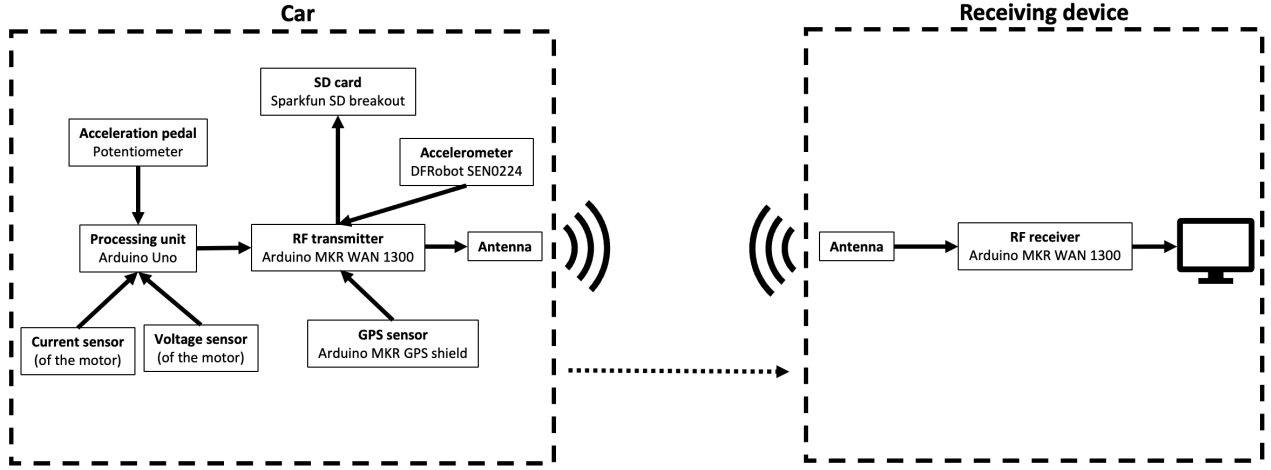 Car
Receiving device
SD card
Sparkfun SD breakout
Acceleration pedal
Potentiometer
Accelerometer
DFRobot SEN0224
Processing unit
Arduino Uno
RF transmitter
Arduino MKR WAN 1300
Antenna
Antenna
RF receiver
Arduino MKR WAN 1300
Current sensor
(of the motor)
Voltage sensor
(of the motor)
GPS sensor
Arduino MKR GPS shield